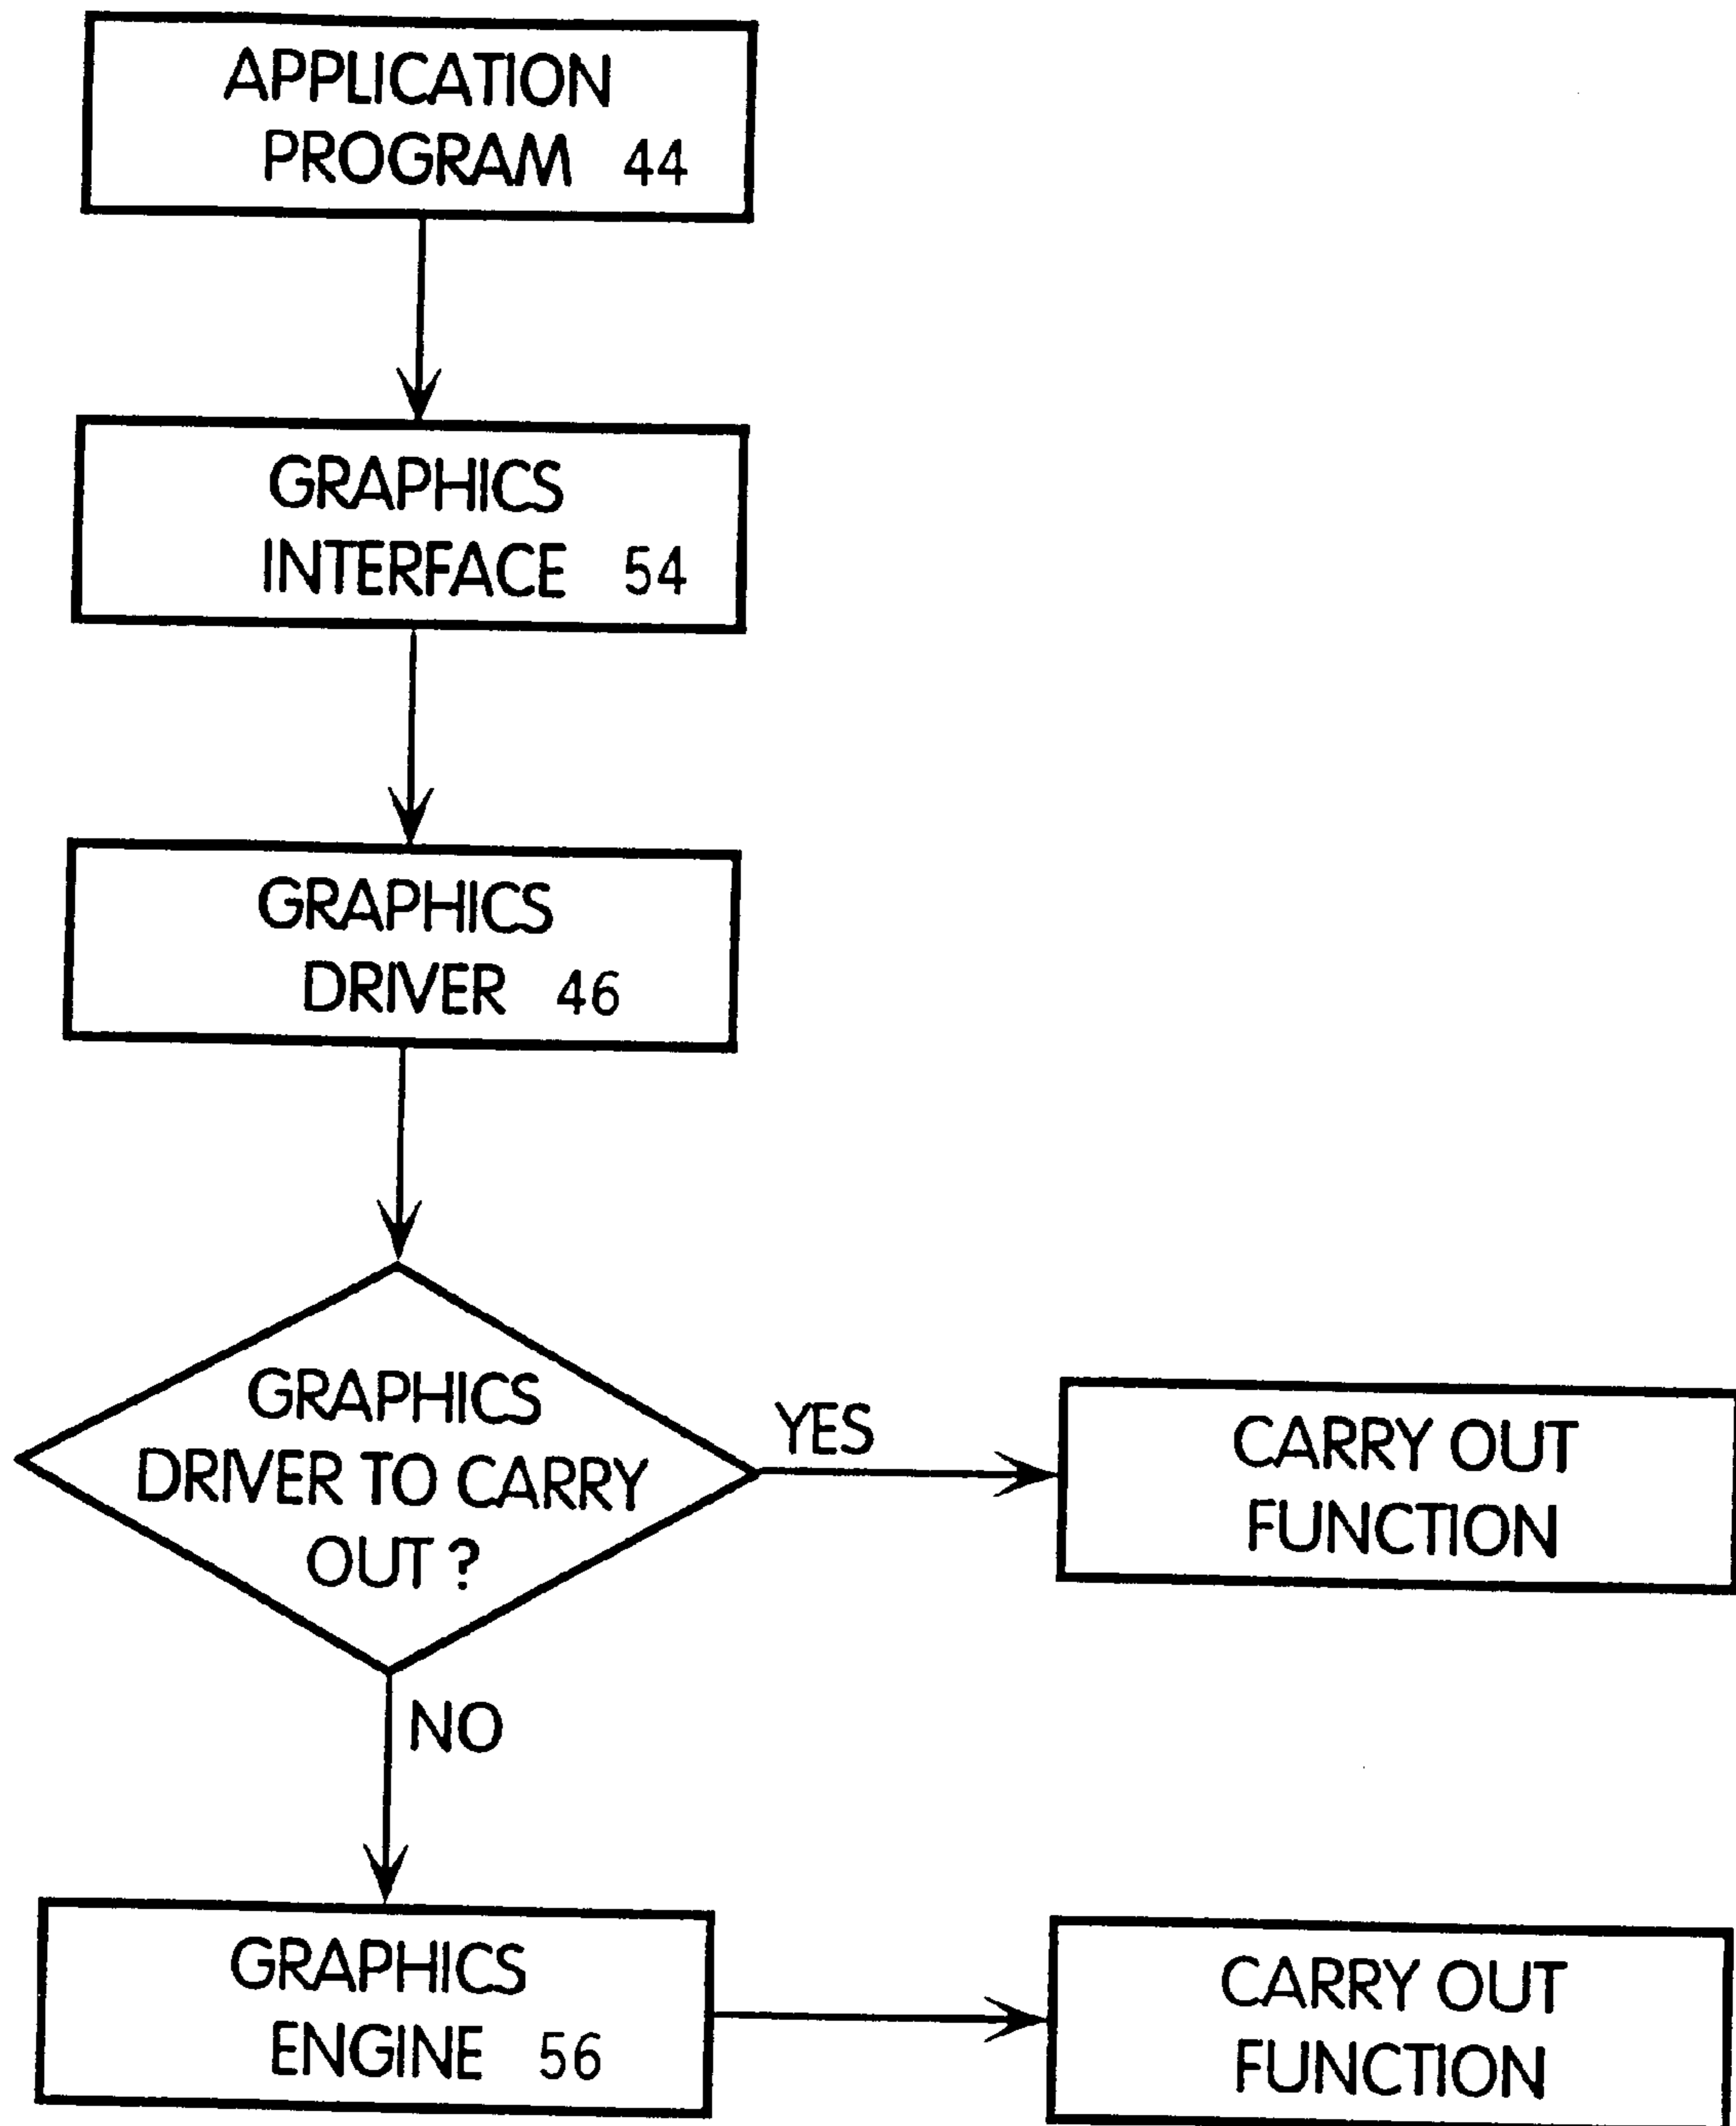 APPLICATION
PROGRAM 44
GRAPHICS
INTERFACE 54
GRAPHICS
DRIVER 46
GRAPHICS
DRIVER TO CARRY
OUT?
YES
CARRY OUT
FUNCTION
NO
GRAPHICS
ENGINE 56
CARRY OUT
FUNCTION